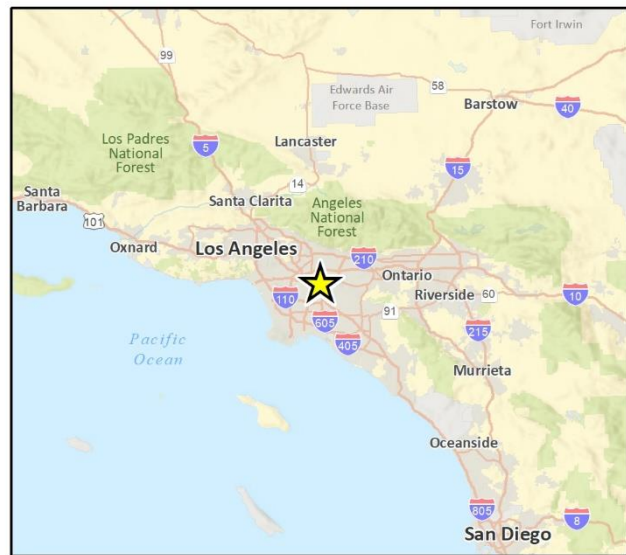 Fort Irwin
99
58
Edwards Air
Force Base
Barstow
40
Los Padres
National
Forest
5
Lancaster
15
14
Santa
Barbara
Santa Clarita
Angeles
National
Forest
101
Oxnard
Los Angeles
210
Ontario
110
Riverside
60
10
91
605
215
405
Pacific
Ocean
Murrieta
Oceanside
805
8
San Diego